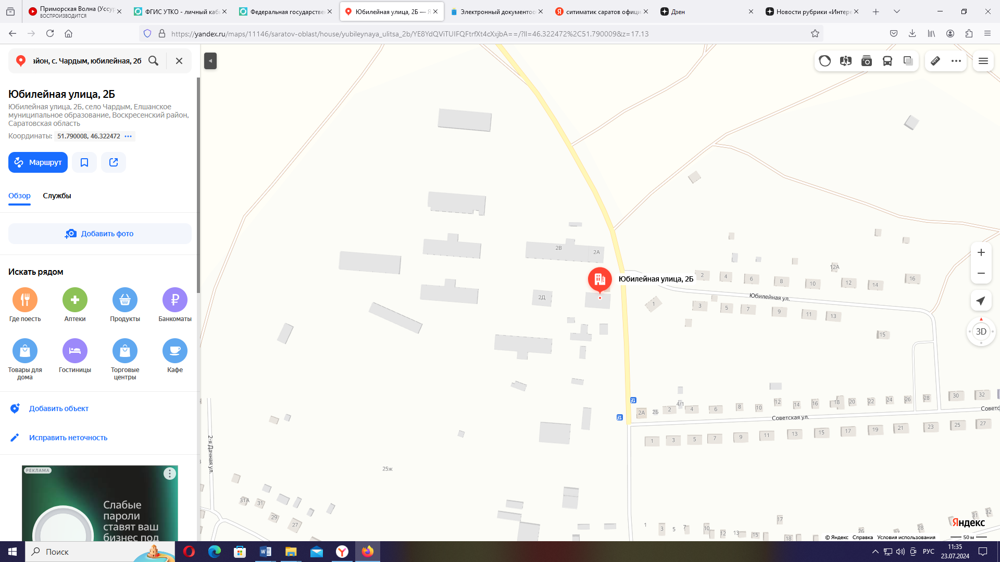 Приморская Волна (Уссур
ВОСПРОИЗВОДИТСЯ
ФГИС УТКО - личный каб
Федеральная государствен
Юбилейная улица, 2Б — Я
Электронный документооб
ситиматик саратов офици
Дзен
Новости рубрики «Интере
https://yandex.ru/maps/11146/saratov-oblast/house/yubileynaya_ulitsa_2b/YE8YdQViTUIFQFtrfXt4cXxjbA==/?ll=46.322472%2C51.790009&z=17.13
айон, с. Чардым, юбилейная, 2б
Юбилейная улица, 2Б
Юбилейная улица, 2Б, село Чардым, Елшанское
муниципальное образование, Воскресенский район,
Саратовская область
Координаты: 51.790008, 46.322472
Маршрут
Обзор Службы
Добавить фото
Искать рядом
Где поесть Аптеки Продукты Банкоматы
Товары для дома
Гостиницы
Торговые центры
Кафе
Добавить объект
Исправить неточность
РЕКЛАМА
Слабые
пароли
ставят ваш
бизнес под
2В 2А
Юбилейная улица, 2Б
2Д
2 4 6 8 10 12А 12 14 16
Юбилейная ул.
1 3 5 7 9 11 13
15
3D
2А 2Б 2 4/1 4 6 8 10 12 14 16 18 20 22 24 26 28 30 32
Советская ул.
Советс
1 3 5 7 9 11 13 15 17 19 21 23 25 27
2-я Дачная ул.
25ж
31А 31
29
27
1 3 5 7 10 12 13 15 17 18 26 28 31 32
Яндекс
© Яндекс Справка Условия использования 50 м
Поиск
РУС
11:35
23.07.2024